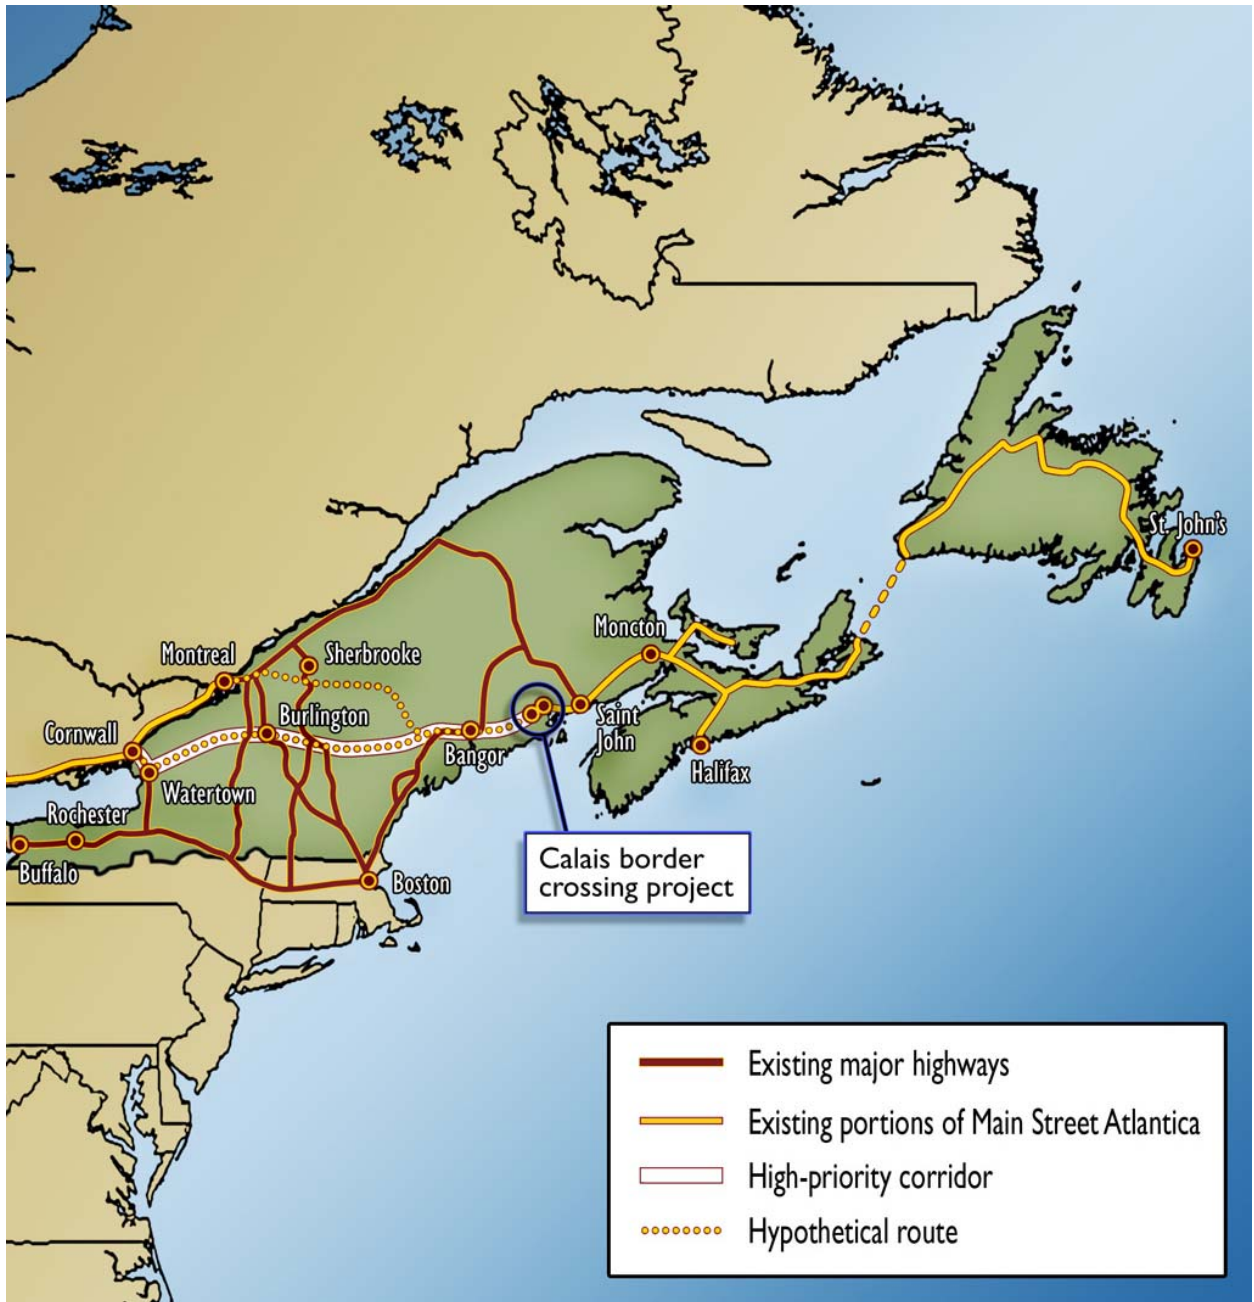 St. John's
Moncton
Montreal
Sherbrooke
Saint
John
Burlington
Cornwall
Bangor
Halifax
Watertown
Rochester
Buffalo
Boston
Calais border
crossing project
Existing major highways
Existing portions of Main Street Atlantica
High-priority corridor
Hypothetical route